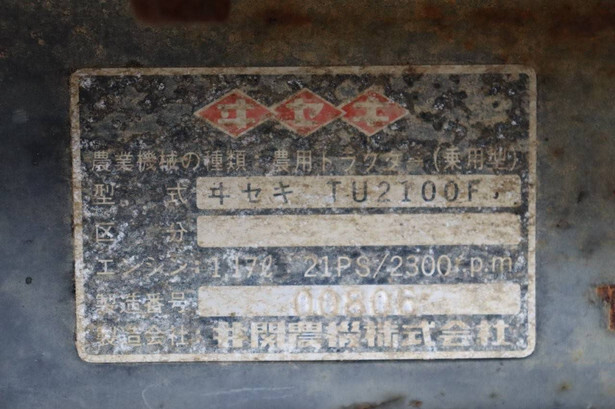 ヰセキ
農業機械の種類 農用トラクター(乗用型)
型式 ヰセキ TU2100F
区分
エンジン 1.17ℓ 21PS/2300r.p.m
製造番号 00806
製造会社 井関農機株式会社